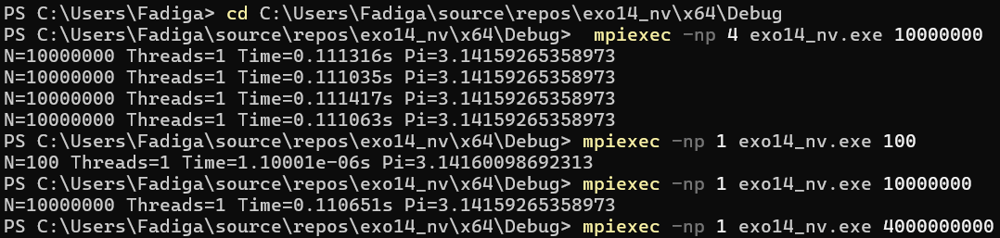 PS C:\Users\Fadiga> cd C:\Users\Fadiga\source\repos\exo14_nv\x64\Debug
PS C:\Users\Fadiga\source\repos\exo14_nv\x64\Debug>  mpiexec -np 4 exo14_nv.exe 10000000
N=10000000 Threads=1 Time=0.111316s Pi=3.14159265358973
N=10000000 Threads=1 Time=0.111035s Pi=3.14159265358973
N=10000000 Threads=1 Time=0.111417s Pi=3.14159265358973
N=10000000 Threads=1 Time=0.111063s Pi=3.14159265358973
PS C:\Users\Fadiga\source\repos\exo14_nv\x64\Debug> mpiexec -np 1 exo14_nv.exe 100
N=100 Threads=1 Time=1.10001e-06s Pi=3.14160098692313
PS C:\Users\Fadiga\source\repos\exo14_nv\x64\Debug> mpiexec -np 1 exo14_nv.exe 10000000
N=10000000 Threads=1 Time=0.110651s Pi=3.14159265358973
PS C:\Users\Fadiga\source\repos\exo14_nv\x64\Debug> mpiexec -np 1 exo14_nv.exe 4000000000